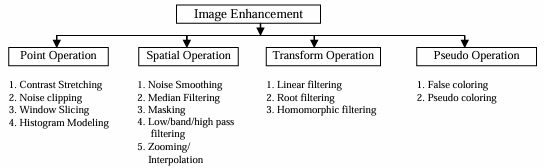 Image Enhancement
Point Operation
1. Contrast Stretching
2. Noise clipping
3. Window Slicing
4. Histogram Modeling
Spatial Operation
1. Noise Smoothing
2. Median Filtering
3. Masking
4. Low/band/high pass
filtering
5. Zooming/
Interpolation
Transform Operation
1. Linear filtering
2. Root filtering
3. Homomorphic filtering
Pseudo Operation
1. False coloring
2. Pseudo coloring